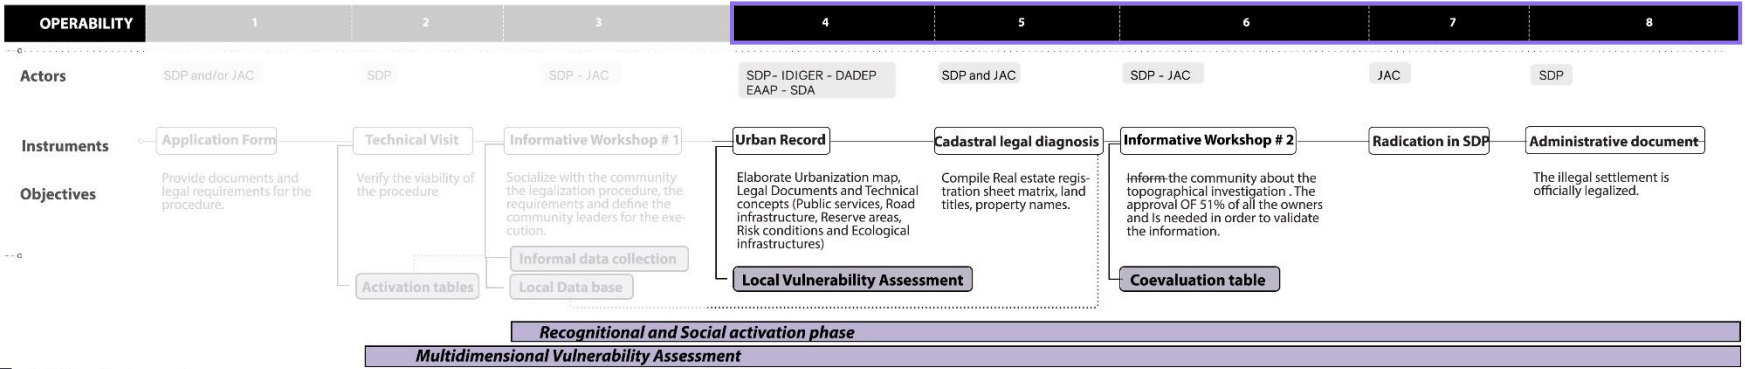 OPERABILITY 1 2 3 4 5 6 7 8
Actors
SDP and/or JAC
SDP
SDP - JAC
SDP- IDIGER - DADEP
EAAP - SDA
SDP and JAC
SDP - JAC
JAC
SDP
Instruments
Application Form
Technical Visit
Informative Workshop # 1
Urban Record
Cadastral legal diagnosis
Informative Workshop # 2
Radication in SDP
Administrative document
Objectives
Provide documents and
legal requirements for the
procedure.
Verify the viability of
the procedure
Socialize with the community
the legalization procedure, the
requirements and define the
community leaders for the exe-
cution.
Elaborate Urbanization map,
Legal Documents and Technical
concepts (Public services, Road
infrastructure, Reserve areas,
Risk conditions and Ecological
infrastructures)
Compile Real estate regis-
tration sheet matrix, land
titles, property names.
Inform the community about the
topographical investigation . The
approval OF 51% of all the owners
and Is needed in order to validate
the information.
The illegal settlement is
officially legalized.
Informal data collection
Activation tables
Local Data base
Local Vulnerability Assessment
Coevaluation table
Recognitional and Social activation phase
Multidimensional Vulnerability Assessment